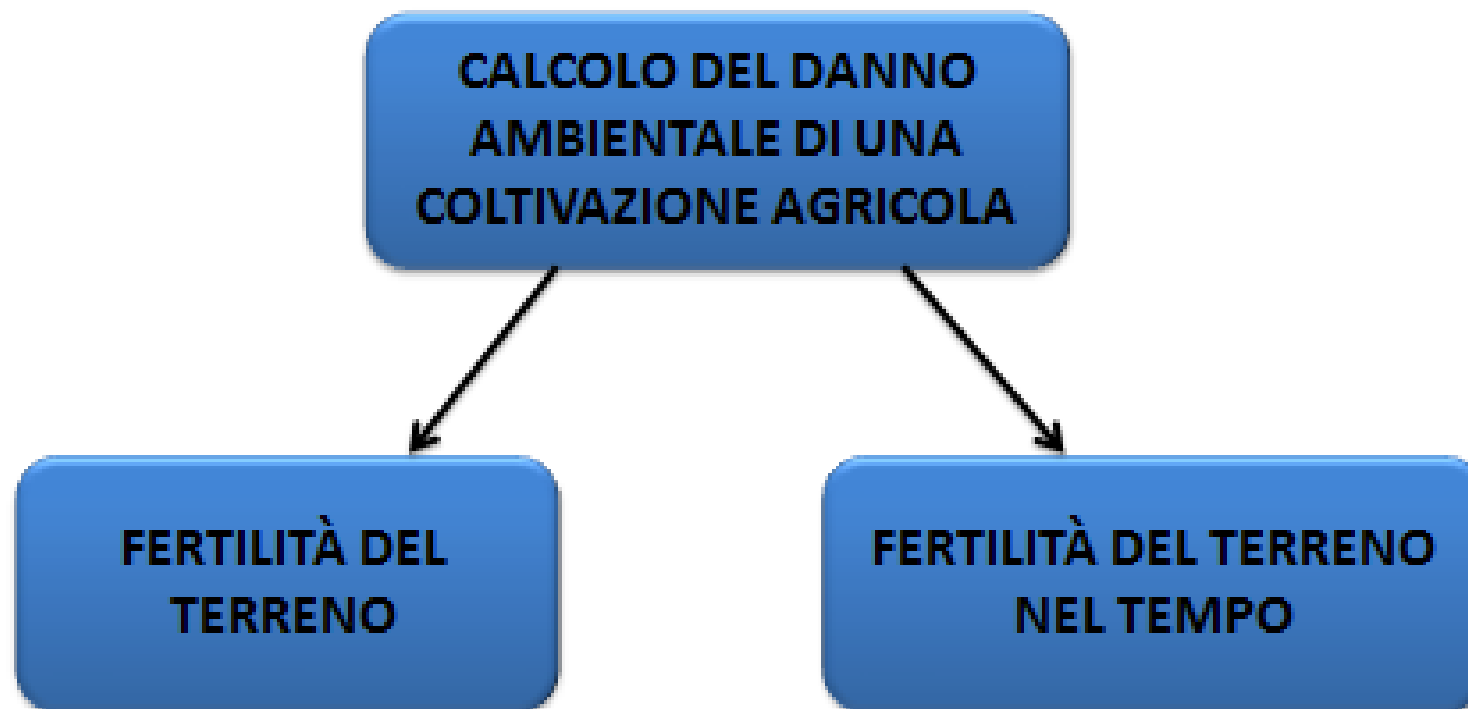 CALCOLO DEL DANNO
AMBIENTALE DI UNA
COLTIVAZIONE AGRICOLA
FERTILITÀ DEL
TERRENO
FERTILITÀ DEL TERRENO
NEL TEMPO